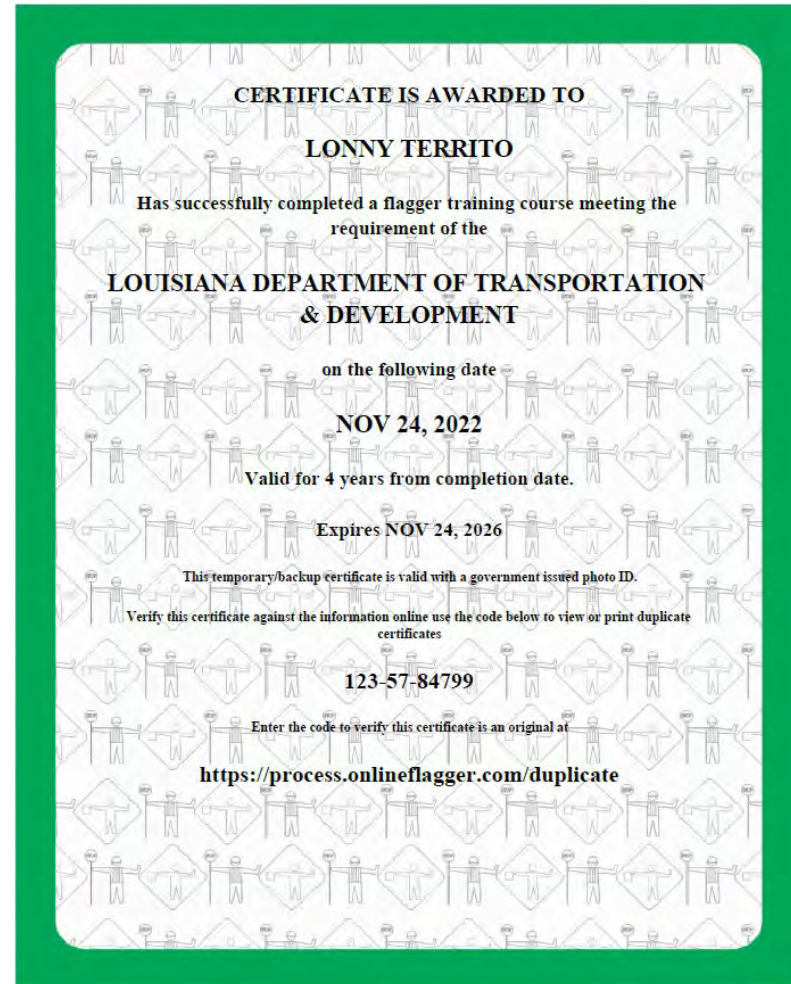 CERTIFICATE IS AWARDED TO
LONNY TERRITO
Has successfully completed a flagger training course meeting the
requirement of the
LOUISIANA DEPARTMENT OF TRANSPORTATION
& DEVELOPMENT
on the following date
NOV 24, 2022
Valid for 4 years from completion date.
Expires NOV 24, 2026
This temporary/backup certificate is valid with a government issued photo ID.
Verify this certificate against the information online use the code below to view or print duplicate
certificates
123-57-84799
Enter the code to verify this certificate is an original at
https://process.onlineflagger.com/duplicate